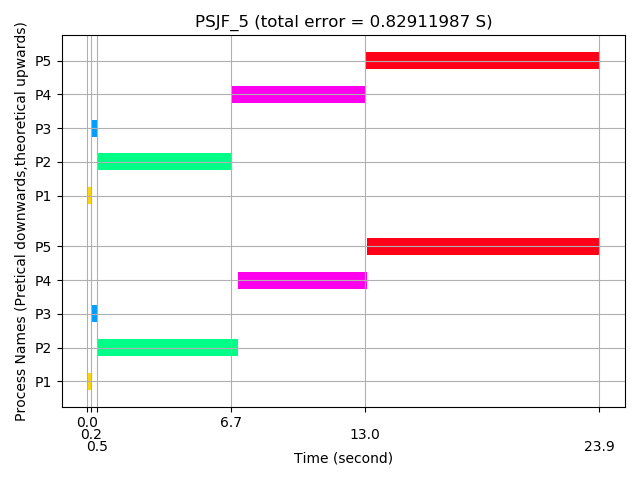 PSJF_5 (total error = 0.82911987 S)
Process Names (Pretical downwards,theoretical upwards)
P5
P4
P3
P2
P1
P5
P4
P3
P2
P1
0.0 6.7 13.0 23.9
0.2
0.5
Time (second)